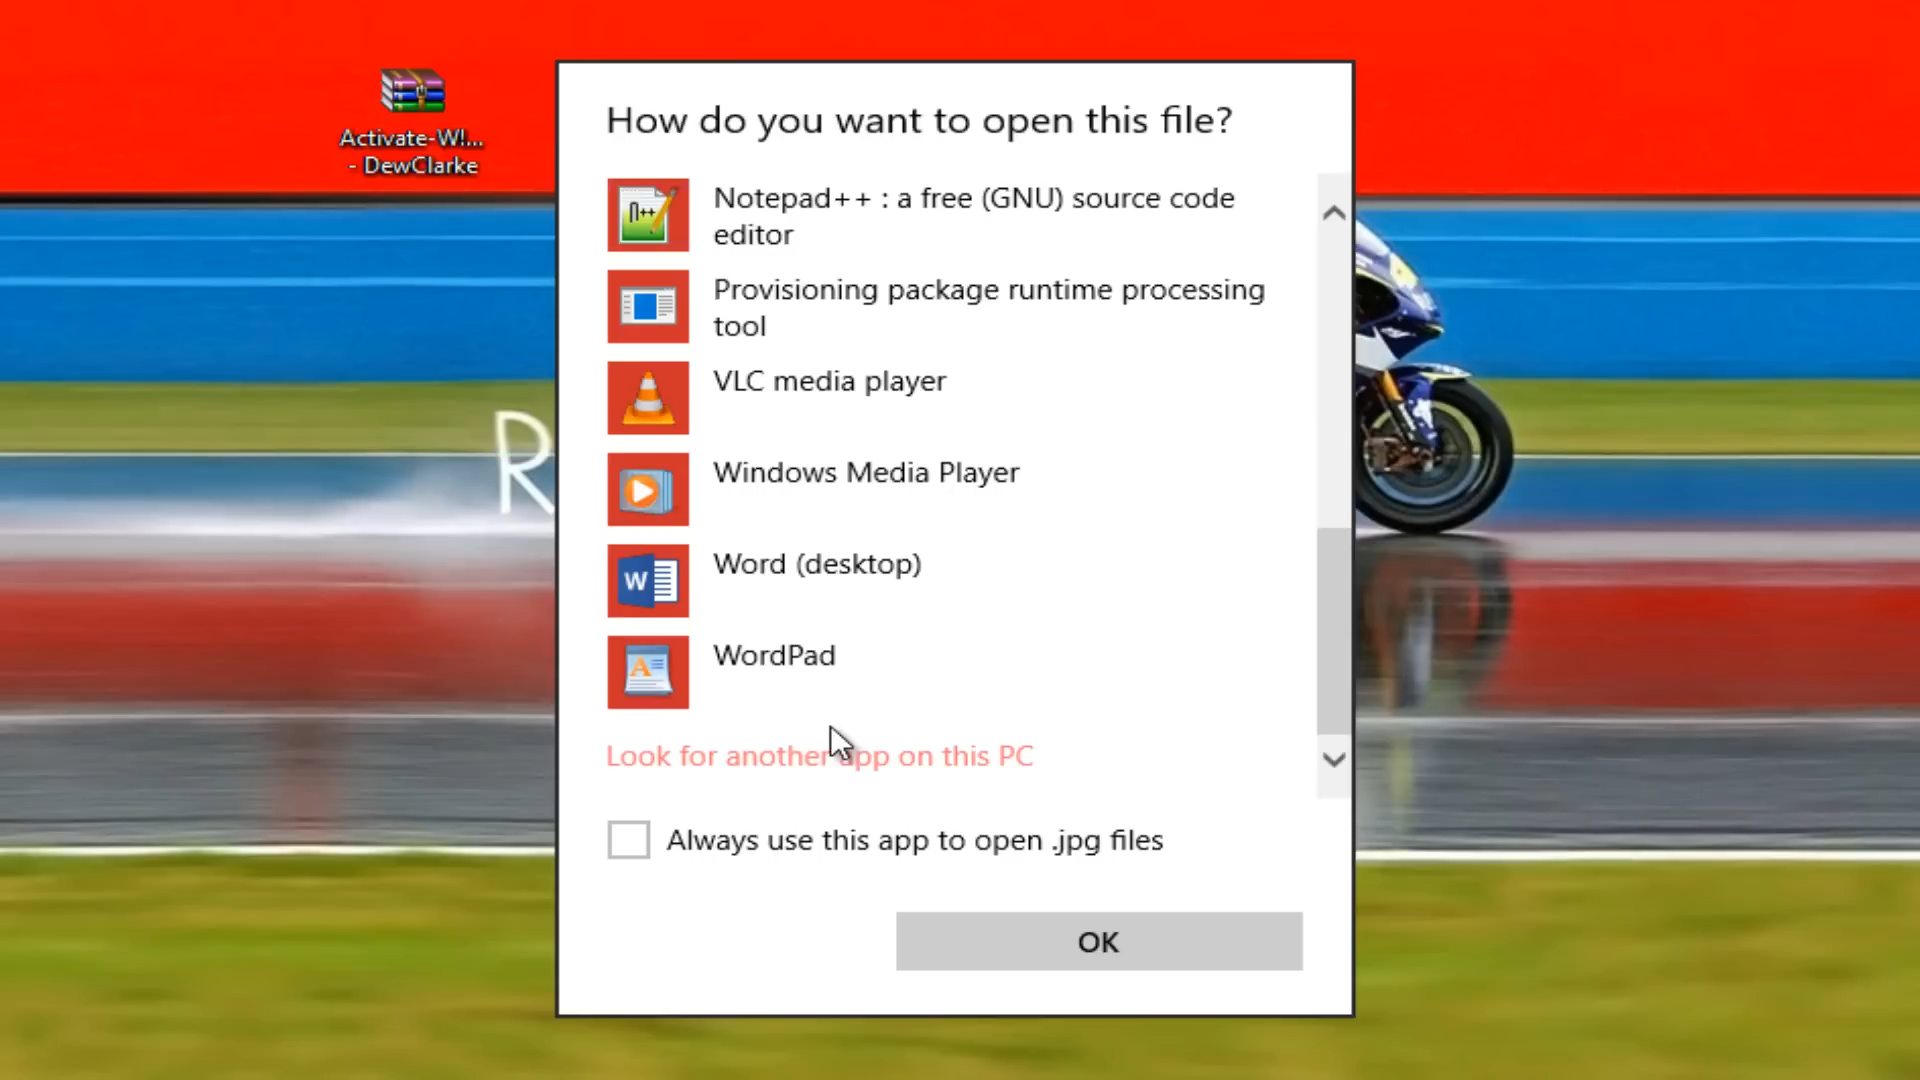 Activate-W!...
- DewClarke
How do you want to open this file?
Notepad++ : a free (GNU) source code
editor
Provisioning package runtime processing
tool
VLC media player
Windows Media Player
Word (desktop)
WordPad
Look for another app on this PC
Always use this app to open .jpg files
OK
R